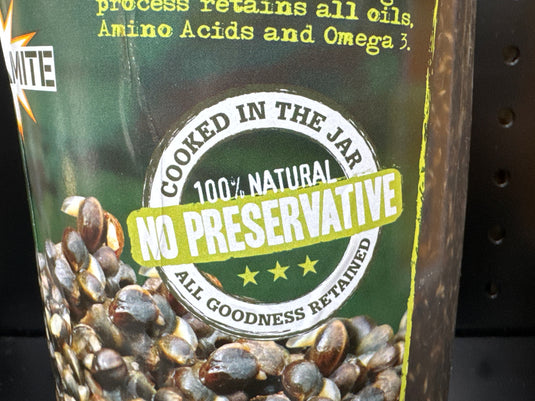 process retains all oils,
Amino Acids and Omega 3.
MITE
COOKED IN THE JAR
100% NATURAL
NO PRESERVATIVE
ALL GOODNESS RETAINED